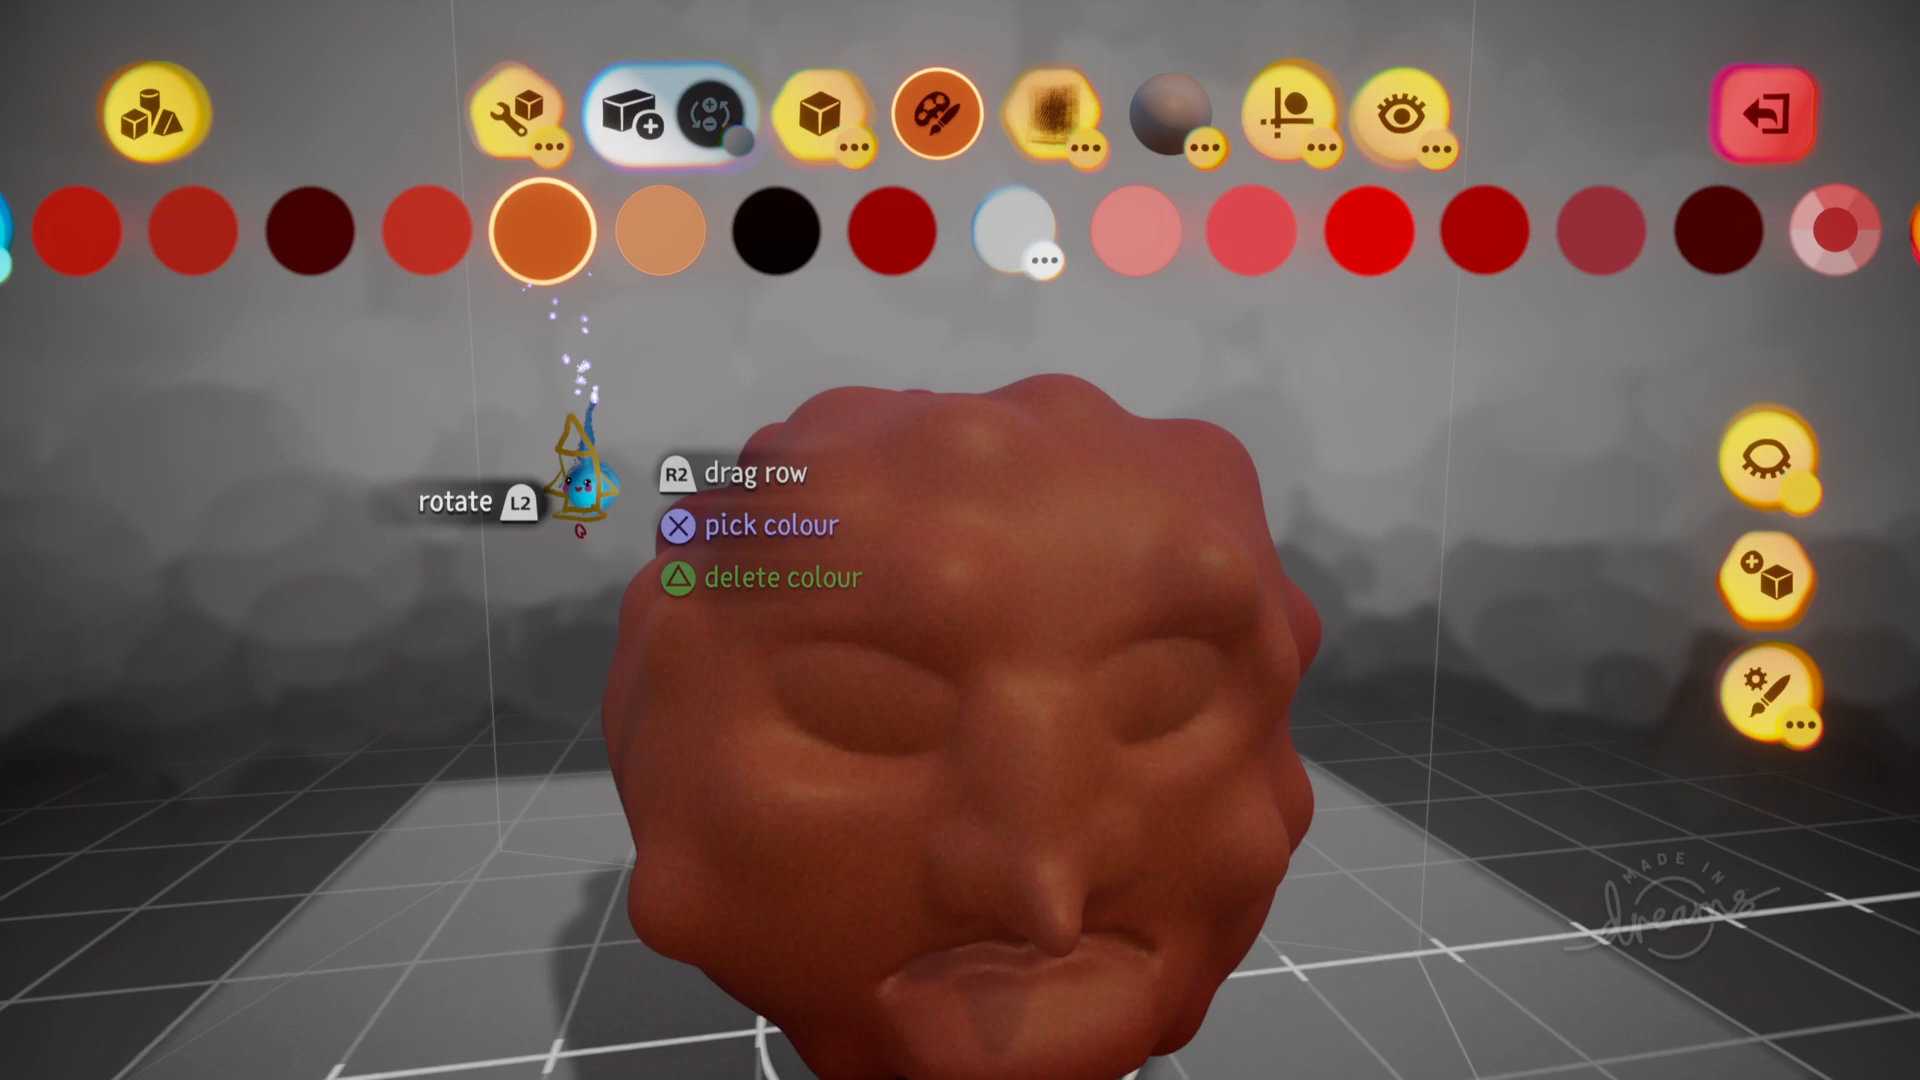 R2 drag row
rotate L2
pick colour
delete colour
MADE IN
dreams